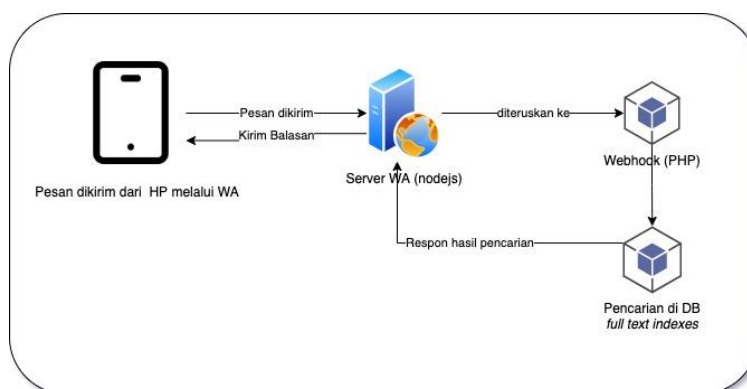 Pesan dikirim
Kirim Balasan
diteruskan ke
Pesan dikirim dari  HP melalui WA
Server WA (nodejs)
Webhook (PHP)
Respon hasil pencarian
Pencarian di DB
full text indexes